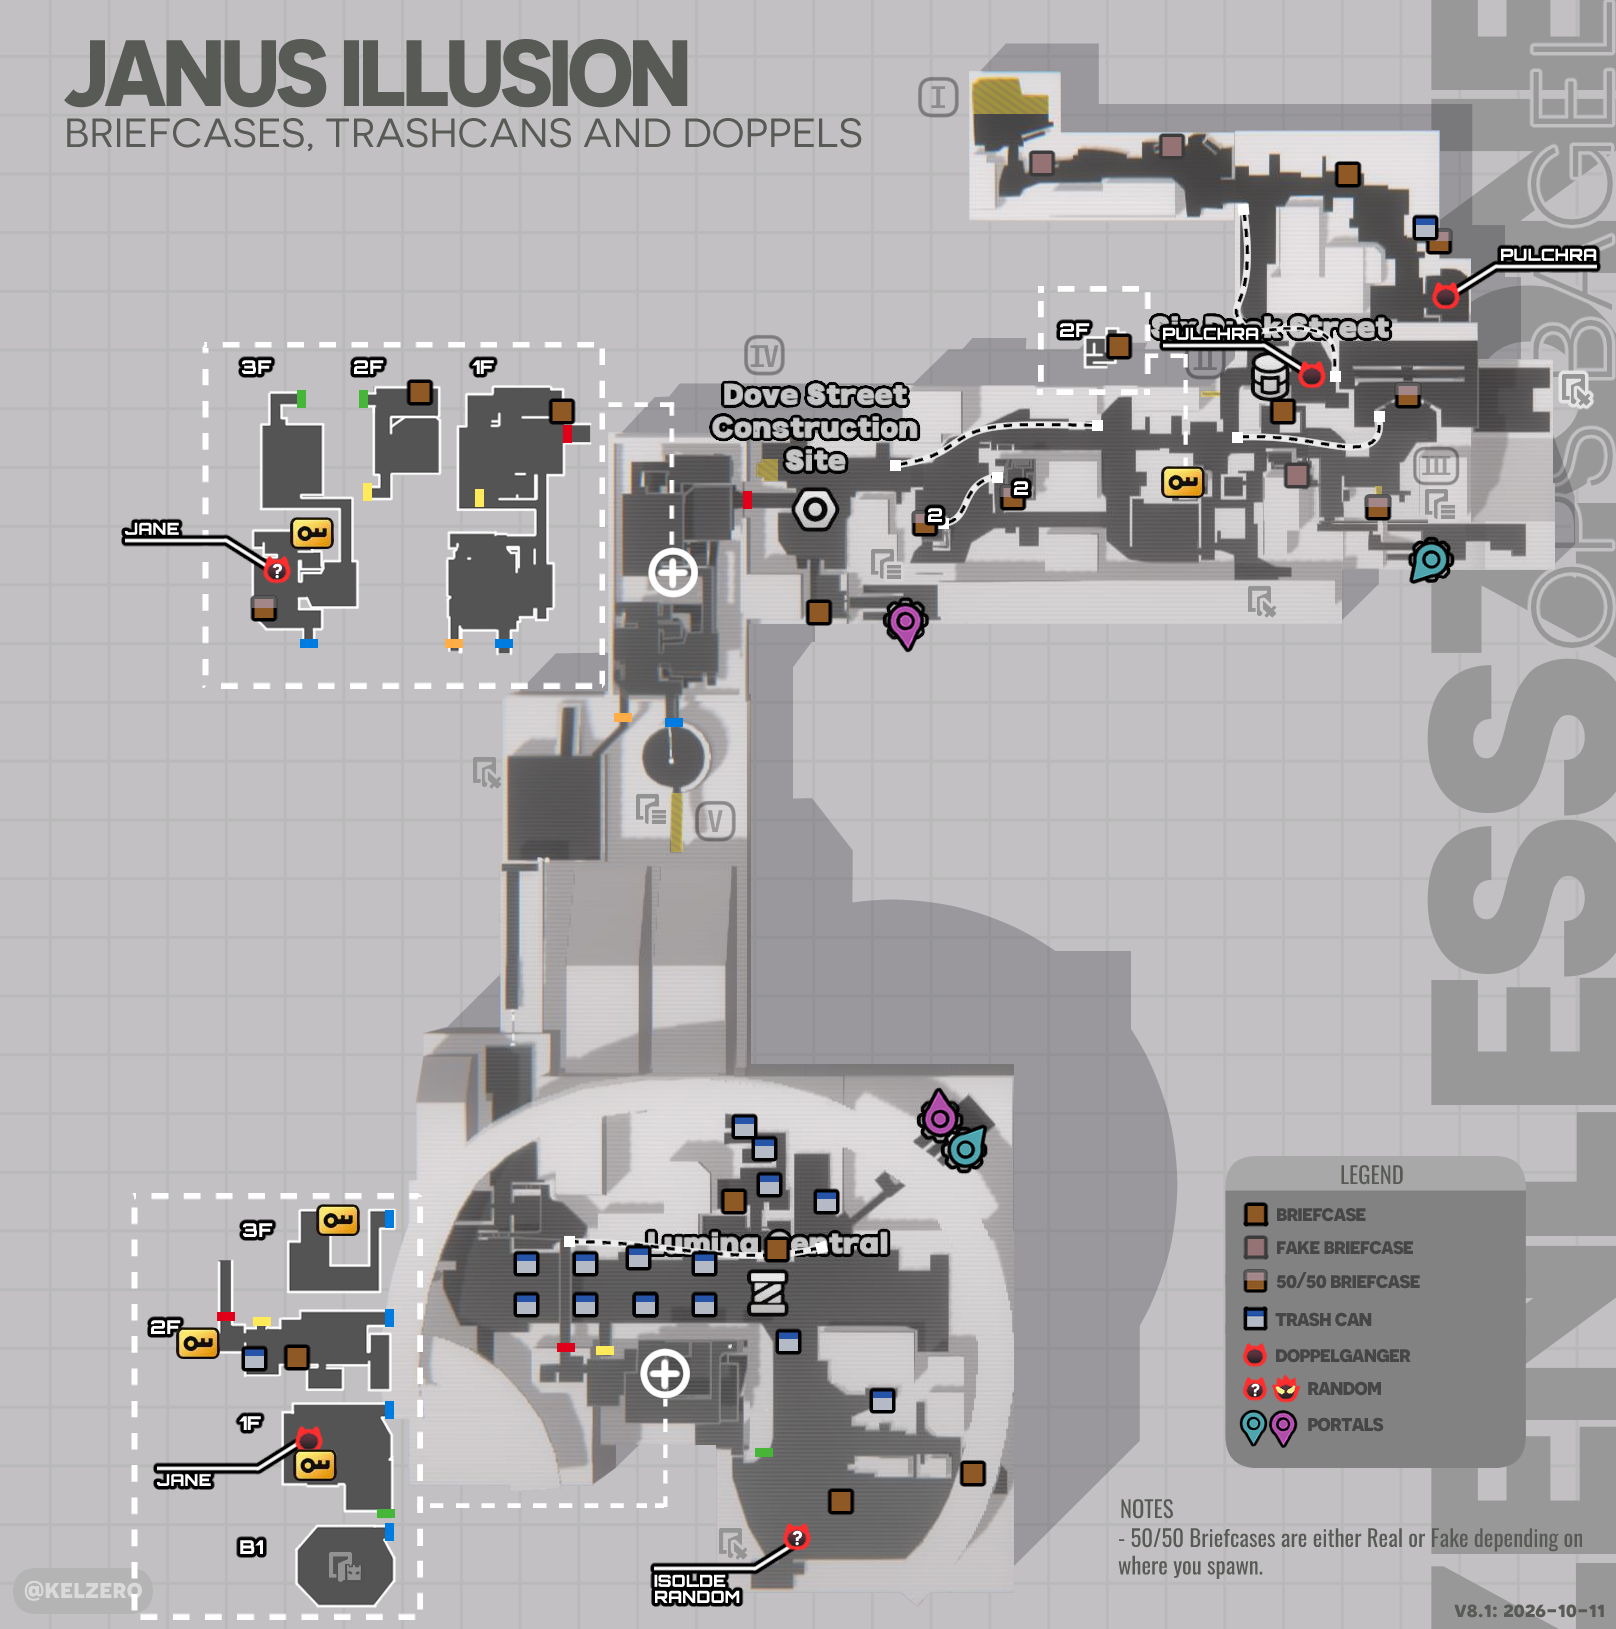 JANUS ILLUSION
BRIEFCASES, TRASHCANS AND DOPPELS
I
PULCHRA
2F
PULCHRA
II
IV
3F
2F
1F
Dove Street
Construction
Site
III
2
2
JANE
V
Lumina Central
3F
2F
1F
JANE
B1
ISOLDE
RANDOM
LEGEND
BRIEFCASE
FAKE BRIEFCASE
50/50 BRIEFCASE
TRASH CAN
DOPPELGANGER
RANDOM
PORTALS
NOTES
- 50/50 Briefcases are either Real or Fake depending on
where you spawn.
@KELZERO
V8.1: 2026-10-11